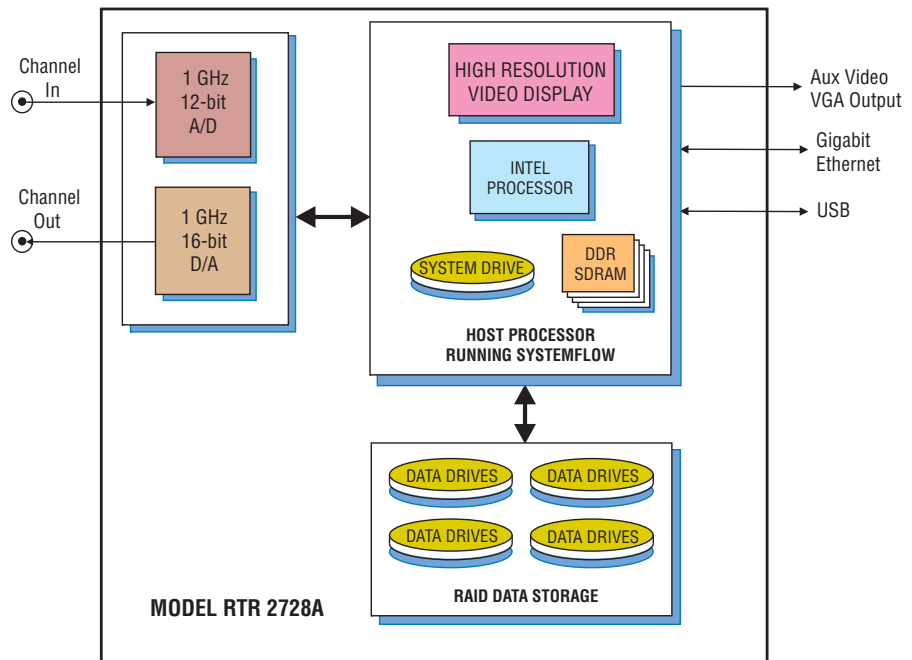 Channel
In
1 GHz
12-bit
A/D
Channel
Out
1 GHz
16-bit
D/A
HIGH RESOLUTION
VIDEO DISPLAY
INTEL
PROCESSOR
SYSTEM DRIVE
DDR
SDRAM
HOST PROCESSOR
RUNNING SYSTEMFLOW
Aux Video
VGA Output
Gigabit
Ethernet
USB
DATA DRIVES
DATA DRIVES
DATA DRIVES
DATA DRIVES
RAID DATA STORAGE
MODEL RTR 2728A